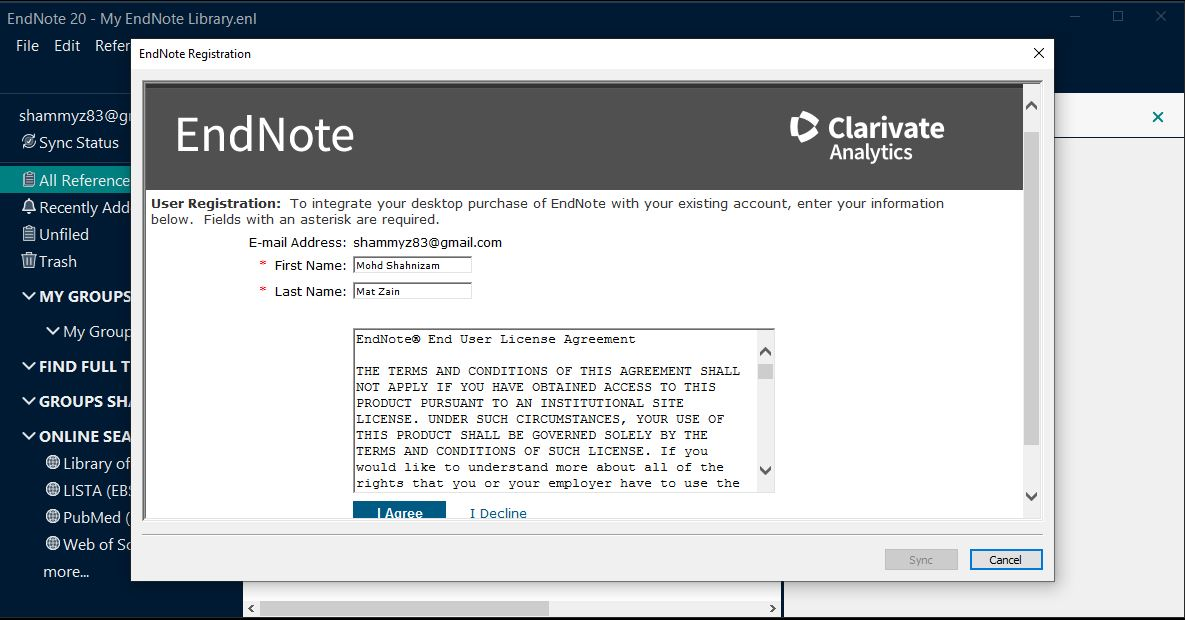 EndNote 20 - My EndNote Library.enl
File Edit Refer
EndNote Registration
shammyz83@g
Sync Status
All Reference
Recently Add
Unfiled
Trash
MY GROUPS
My Group
FIND FULL T
GROUPS SHA
ONLINE SEA
Library of
LISTA (EBS
PubMed (
Web of Sc
more...
EndNote
Clarivate
Analytics
User Registration: To integrate your desktop purchase of EndNote with your existing account, enter your information
below. Fields with an asterisk are required.
E-mail Address: shammyz83@gmail.com
* First Name: Mohd Shahnizam
* Last Name: Mat Zain
EndNote® End User License Agreement
THE TERMS AND CONDITIONS OF THIS AGREEMENT SHALL
NOT APPLY IF YOU HAVE OBTAINED ACCESS TO THIS
PRODUCT PURSUANT TO AN INSTITUTIONAL SITE
LICENSE. UNDER SUCH CIRCUMSTANCES, YOUR USE OF
THIS PRODUCT SHALL BE GOVERNED SOLELY BY THE
TERMS AND CONDITIONS OF SUCH LICENSE. If you
would like to understand more about all of the
rights that you or your employer have to use the
I Agree I Decline
Sync Cancel